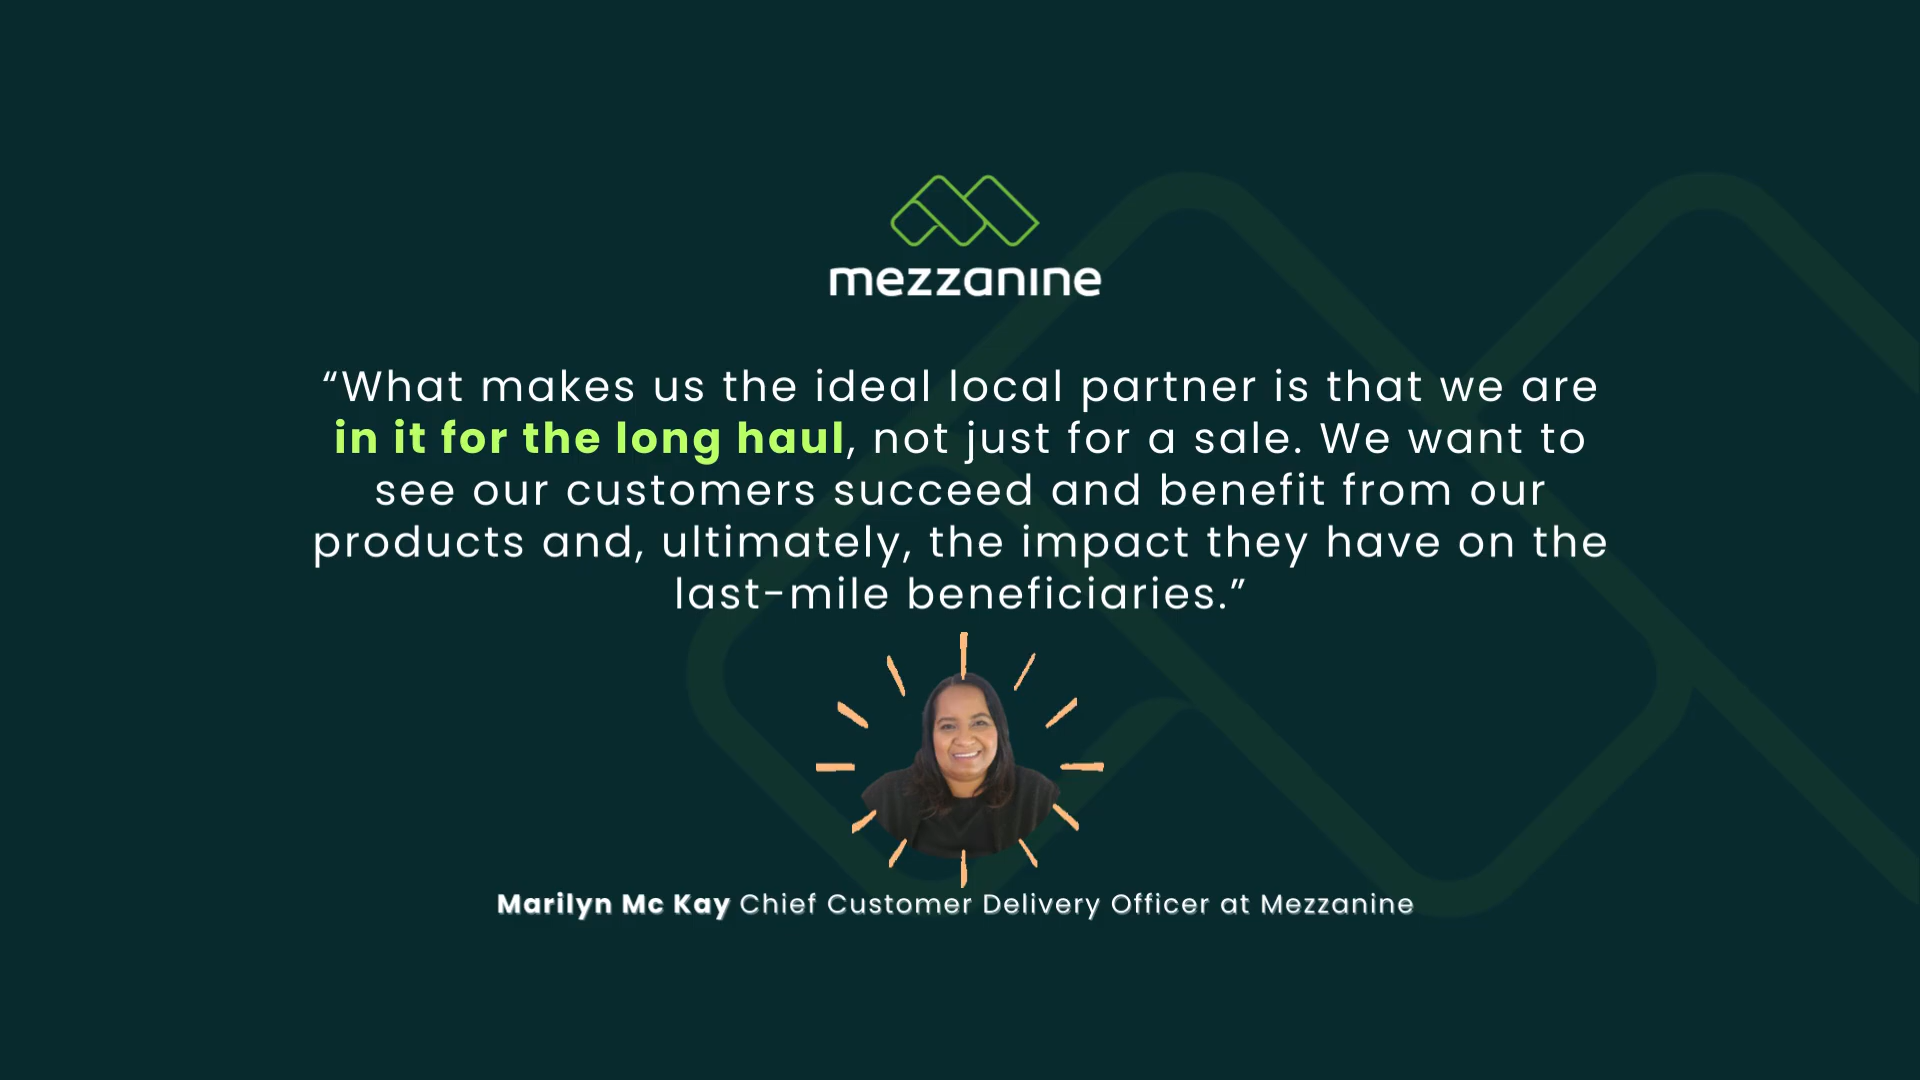 mezzanine
“What makes us the ideal local partner is that we are
in it for the long haul, not just for a sale. We want to
see our customers succeed and benefit from our
products and, ultimately, the impact they have on the
last-mile beneficiaries.”
Marilyn Mc Kay Chief Customer Delivery Officer at Mezzanine